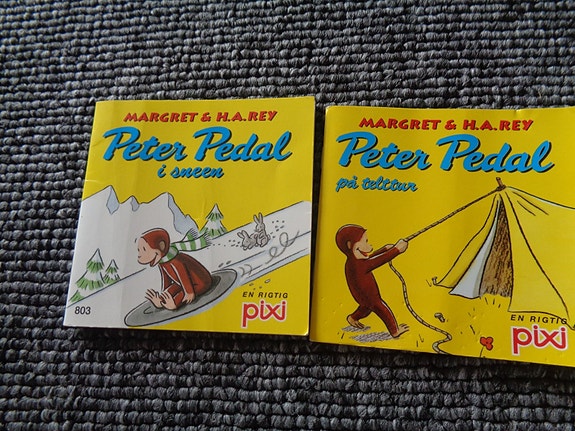 MARGRET & H.A.REY
Peter Pedal
i sneen
803
EN RIGTIG
pixi
MARGRET & H.A.REY
Peter Pedal
på telttur
EN RIGTIG
pixi